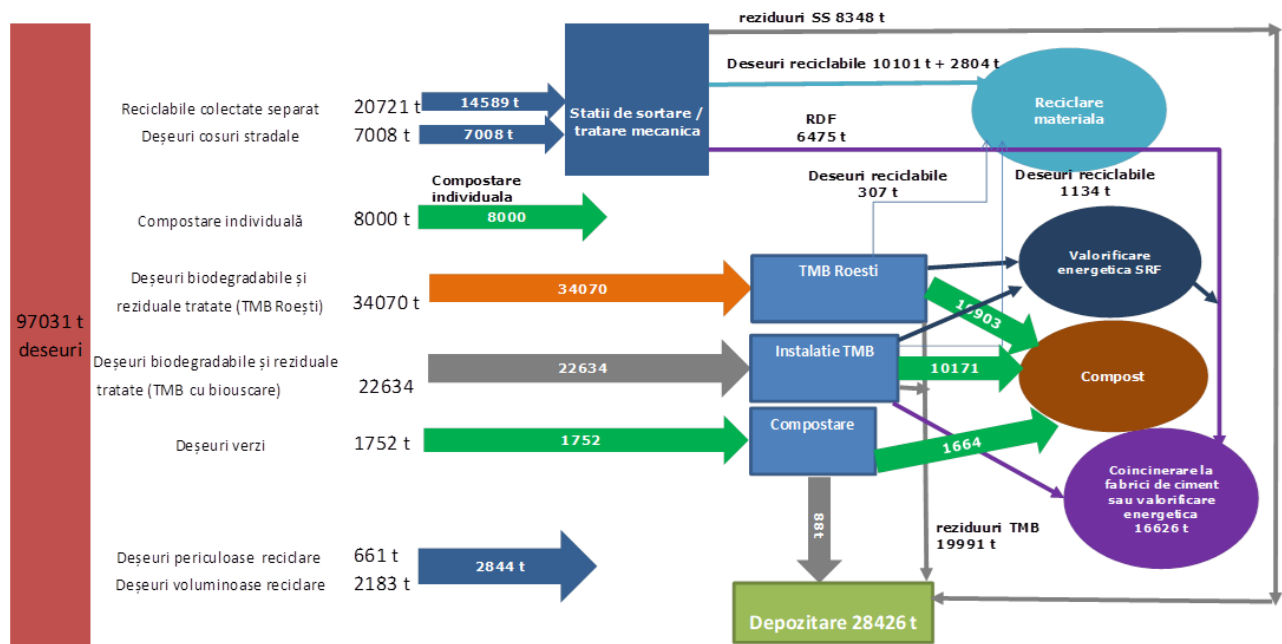 reziduuri SS 8348 t
Deseuri reciclabile 10101 t + 2804 t
Reciclabile colectate separat
20721 t
14589 t
Deșeuri cosuri stradale
7008 t
7008 t
Statii de sortare /
tratare mecanica
Reciclare
materiala
RDF
6475 t
Deseuri reciclabile
307 t
Deseuri reciclabile
1134 t
Compostare
individuala
Compostare individuală
8000 t
8000
Deșeuri biodegradabile și
reziduale tratate (TMB Roești)
34070 t
34070
TMB Roesti
Valorificare
energetica SRF
97031 t
deseuri
Deșeuri biodegradabile și reziduale
tratate (TMB cu biouscare)
22634
22634
Instalatie TMB
10171
Compost
Deșeuri verzi
1752 t
1752
Compostare
1664
Coincinerare la
fabrici de ciment
sau valorificare
energetica
16626 t
88t
reziduuri TMB
19991 t
Deșeuri periculoase reciclare
661 t
Deșeuri voluminoase reciclare
2183 t
2844 t
Depozitare 28426 t